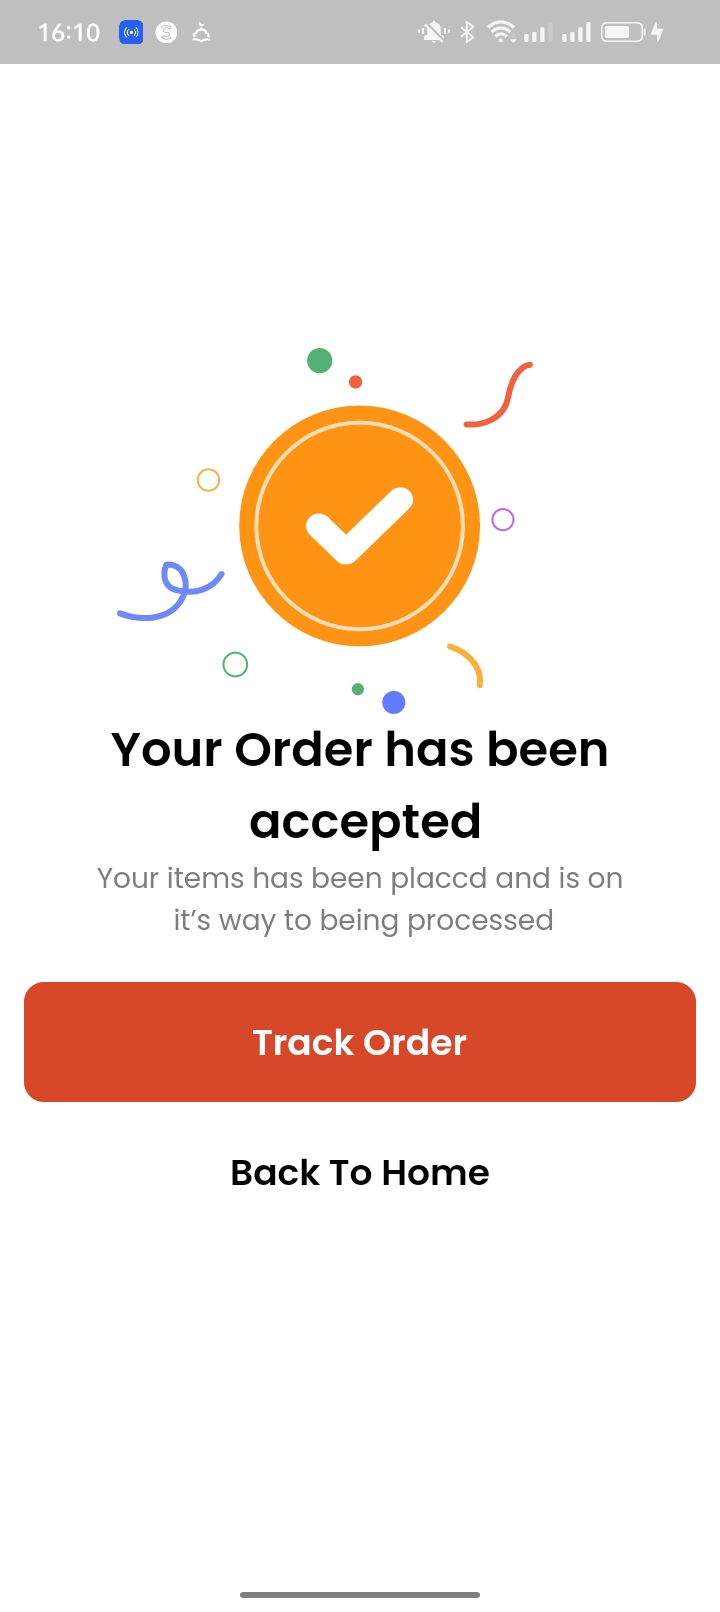 16:10
Your Order has been
accepted
Your items has been placcd and is on
it’s way to being processed
Track Order
Back To Home